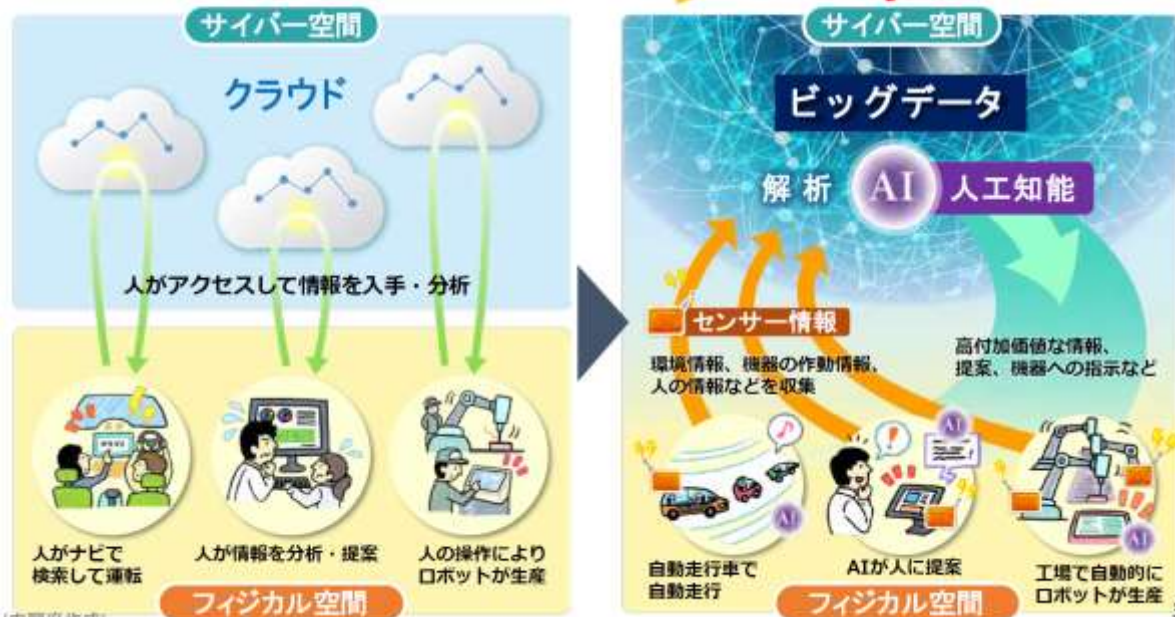 サイバー空間
クラウド
人がアクセスして情報を入手・分析
人がナビで
検索して運転
人が情報を分析・提案
人の操作により
ロボットが生産
フィジカル空間
サイバー空間
ビッグデータ
解析 AI 人工知能
センサー情報
環境情報、機器の作動情報、
人の情報などを収集
高付加価値な情報、
提案、機器への指示など
AI
AI
AI
自動走行車で
自動走行
AIが人に提案
工場で自動的に
ロボットが生産
フィジカル空間